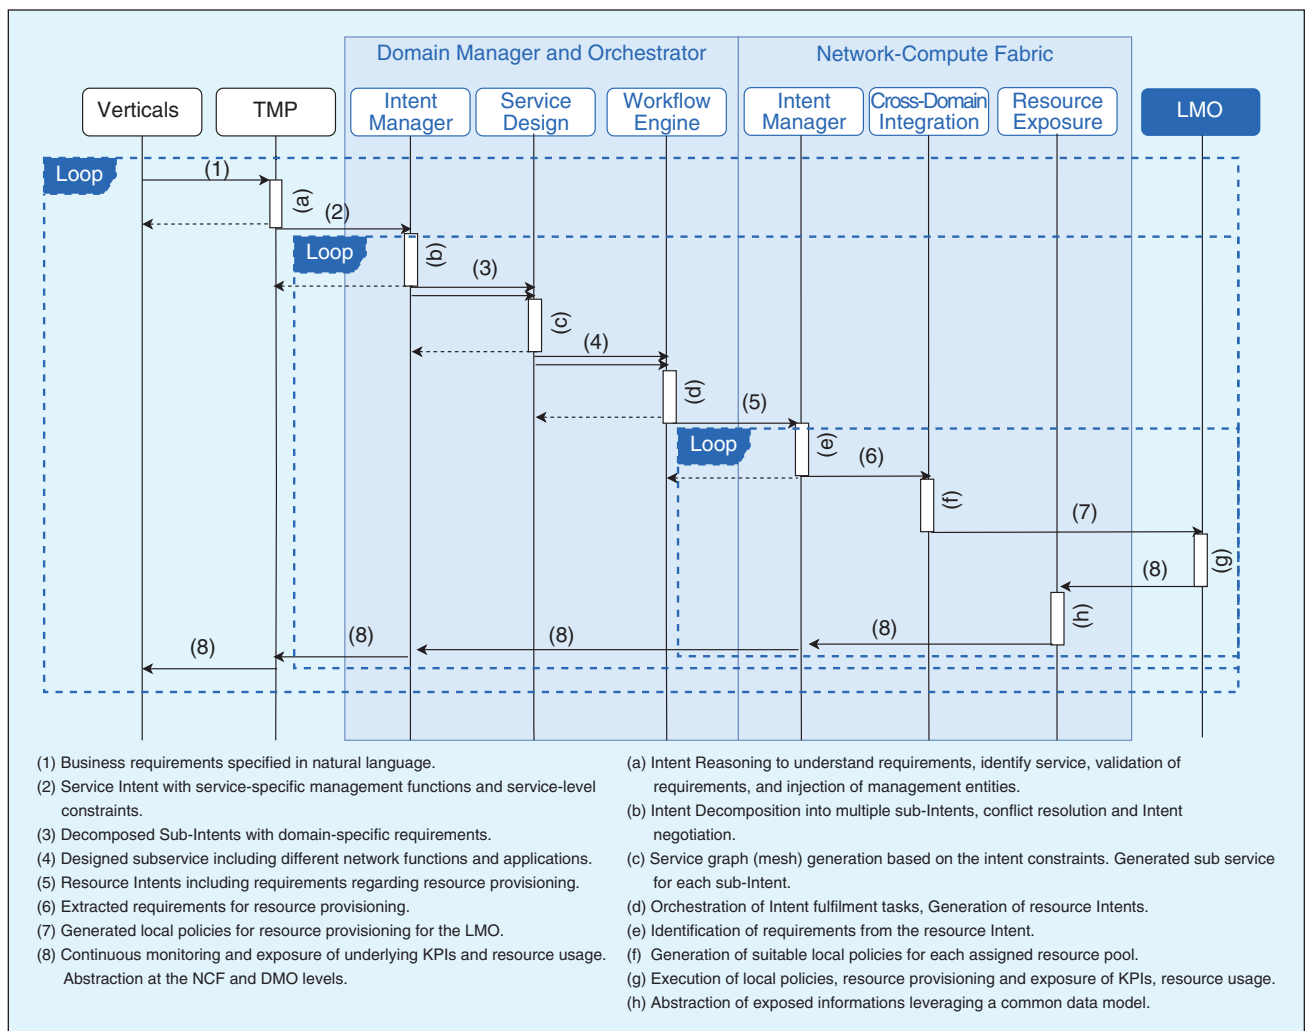 Domain Manager and Orchestrator
Network-Compute Fabric
Verticals
TMP
Intent
Manager
Service
Design
Workflow
Engine
Intent
Manager
Cross-Domain
Integration
Resource
Exposure
LMO
Loop
(1)
(a)
(2)
Loop
(b)
(3)
(c)
(4)
(d)
(5)
Loop
(e)
(6)
(f)
(7)
(g)
(8)
(h)
(8)
(8)
(8)
(8)
(1) Business requirements specified in natural language.
(2) Service Intent with service-specific management functions and service-level
constraints.
(3) Decomposed Sub-Intents with domain-specific requirements.
(4) Designed subservice including different network functions and applications.
(5) Resource Intents including requirements regarding resource provisioning.
(6) Extracted requirements for resource provisioning.
(7) Generated local policies for resource provisioning for the LMO.
(8) Continuous monitoring and exposure of underlying KPIs and resource usage.
Abstraction at the NCF and DMO levels.
(a) Intent Reasoning to understand requirements, identify service, validation of
requirements, and injection of management entities.
(b) Intent Decomposition into multiple sub-Intents, conflict resolution and Intent
negotiation.
(c) Service graph (mesh) generation based on the intent constraints. Generated sub service
for each sub-Intent.
(d) Orchestration of Intent fulfilment tasks, Generation of resource Intents.
(e) Identification of requirements from the resource Intent.
(f) Generation of suitable local policies for each assigned resource pool.
(g) Execution of local policies, resource provisioning and exposure of KPIs, resource usage.
(h) Abstraction of exposed informations leveraging a common data model.